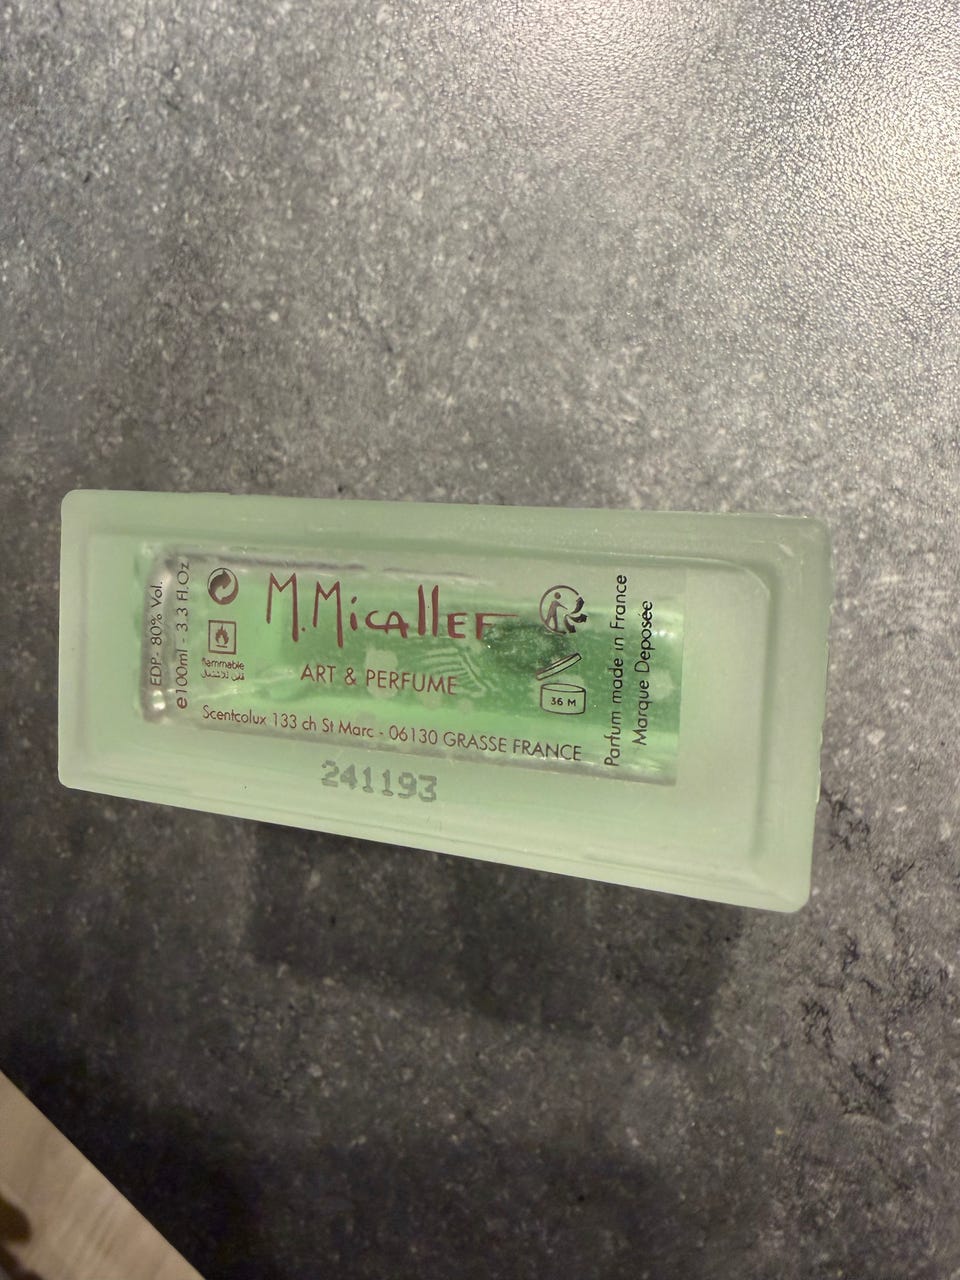 EDP- 80% Vol.
e100ml - 3.3 Fl.Oz
flammable
قابل للاشتعال
M.Micallef
ART & PERFUME
Scentcolux 133 ch St Marc - 06130 GRASSE FRANCE
36 M
Parfum made in France
Marque Deposée
241193